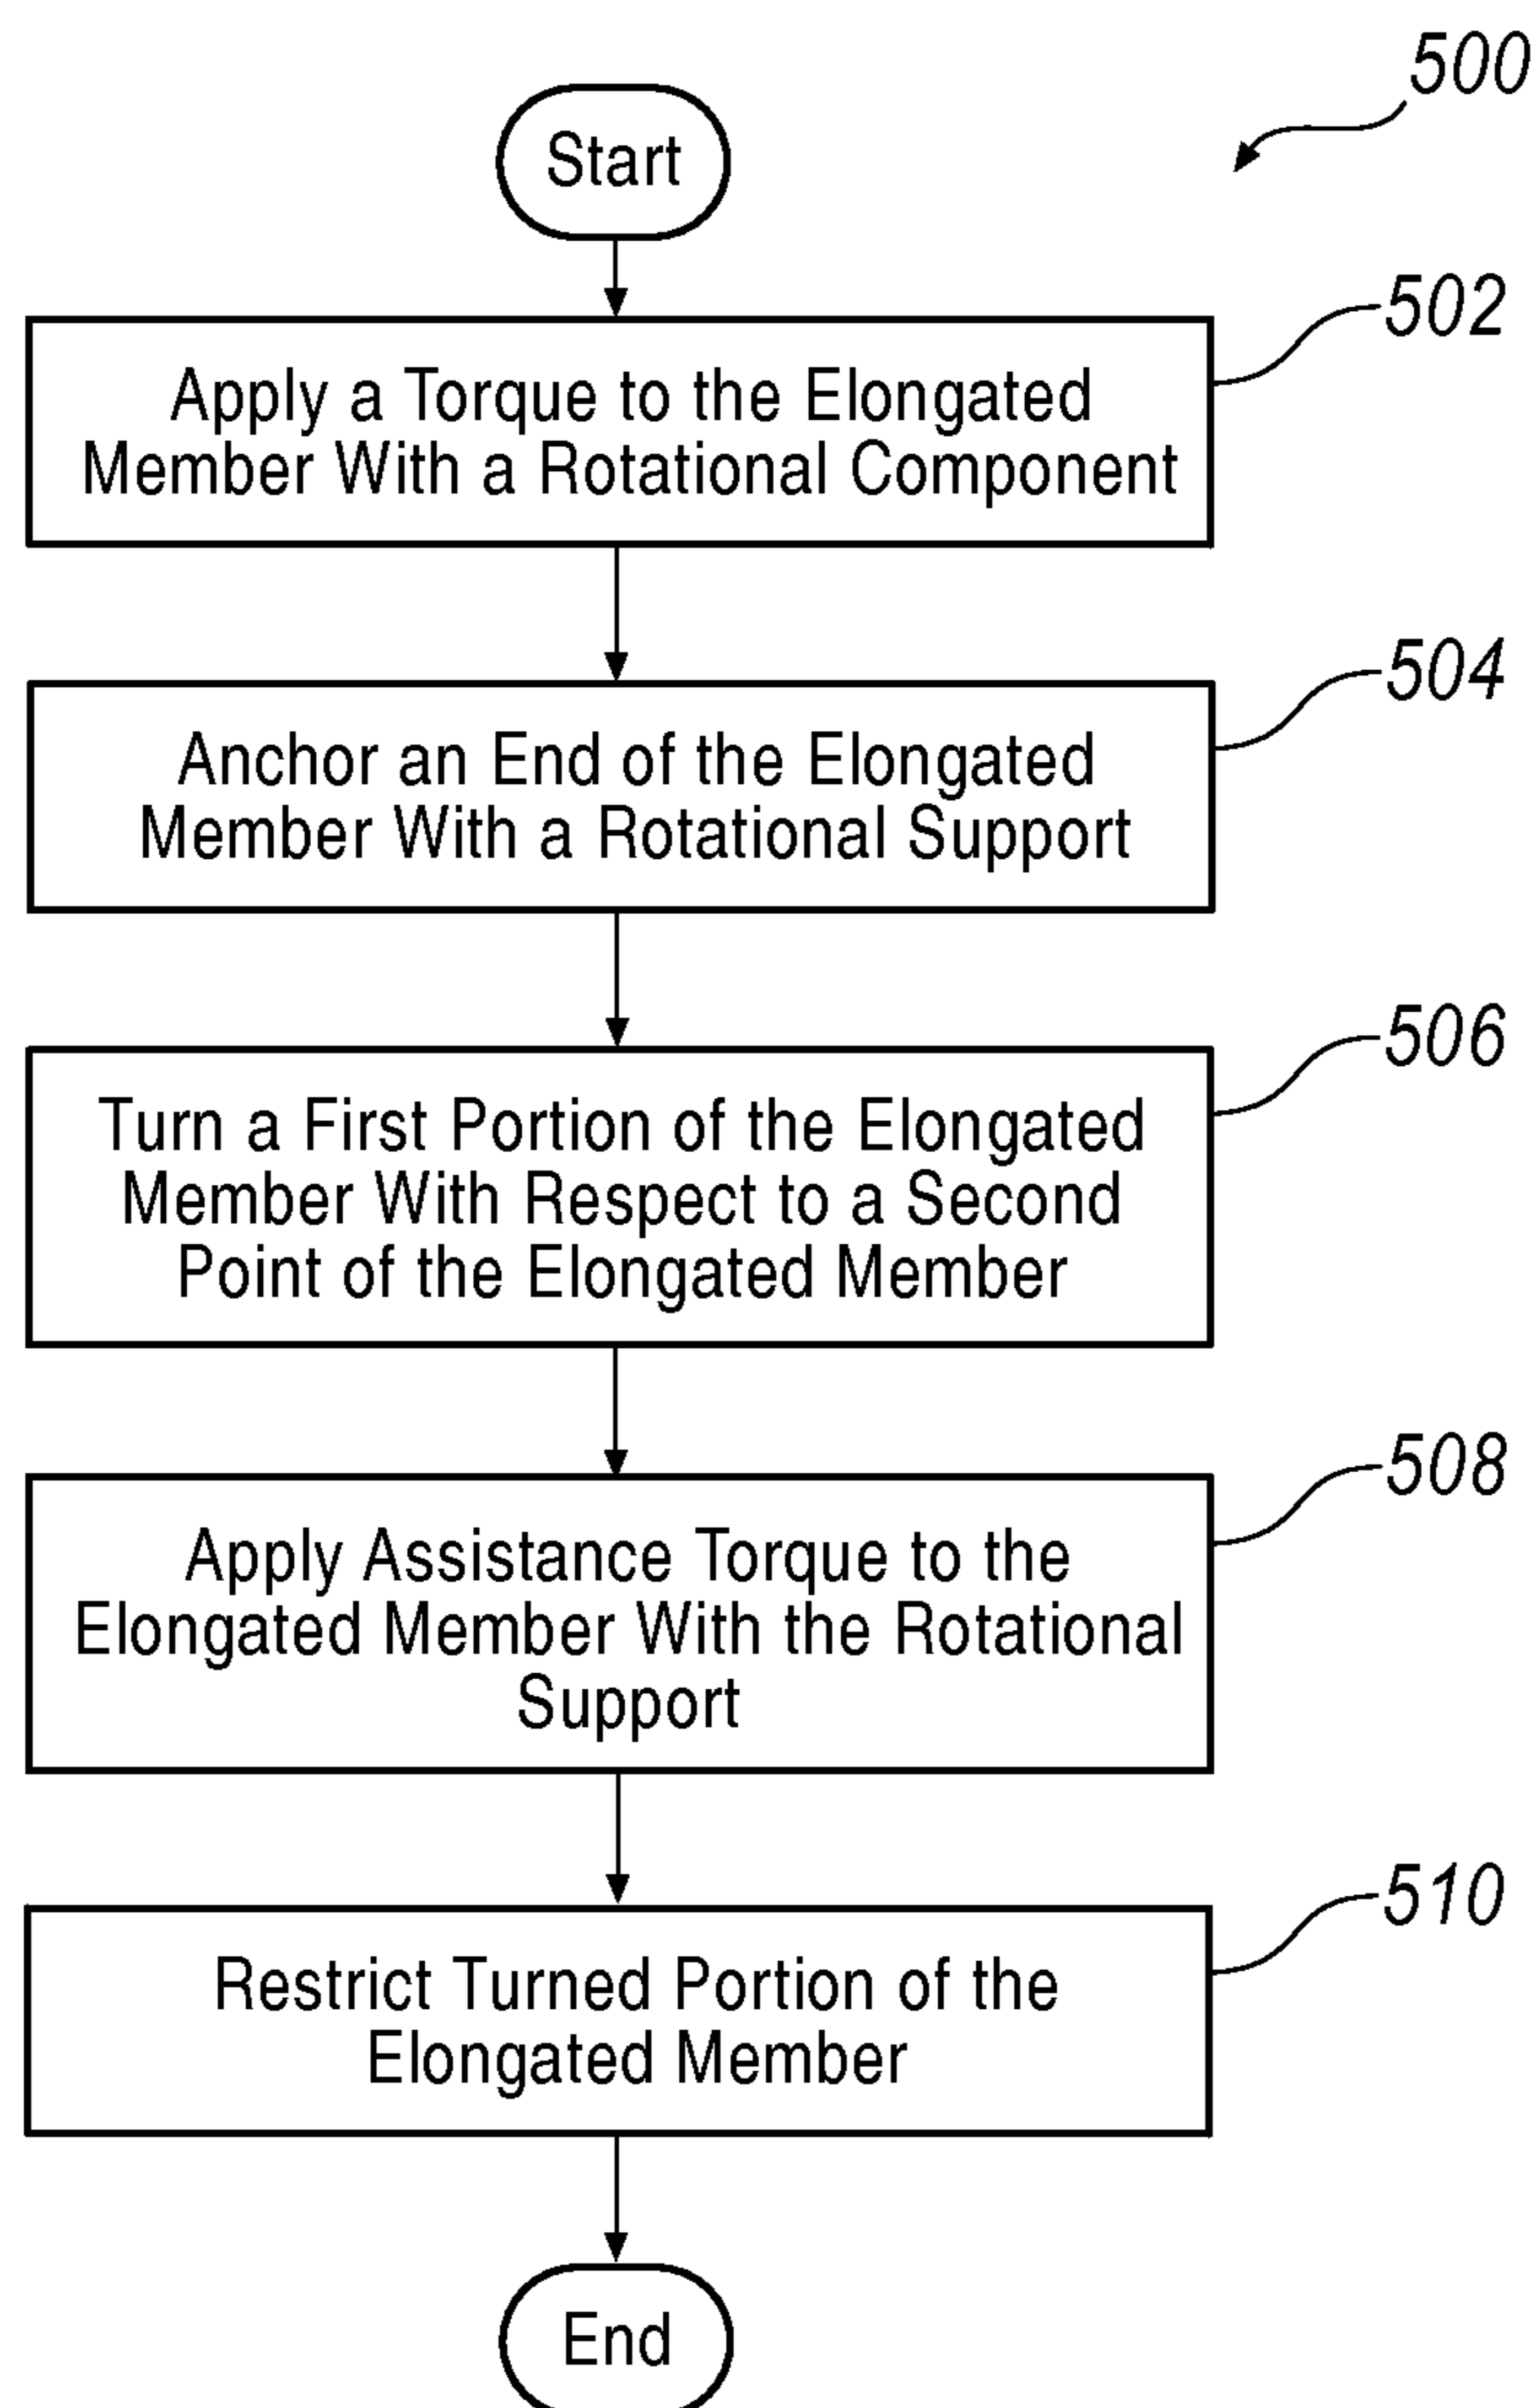 500
Start
502
Apply a Torque to the Elongated
Member With a Rotational Component
504
Anchor an End of the Elongated
Member With a Rotational Support
506
Turn a First Portion of the Elongated
Member With Respect to a Second
Point of the Elongated Member
508
Apply Assistance Torque to the
Elongated Member With the Rotational
Support
510
Restrict Turned Portion of the
Elongated Member
End